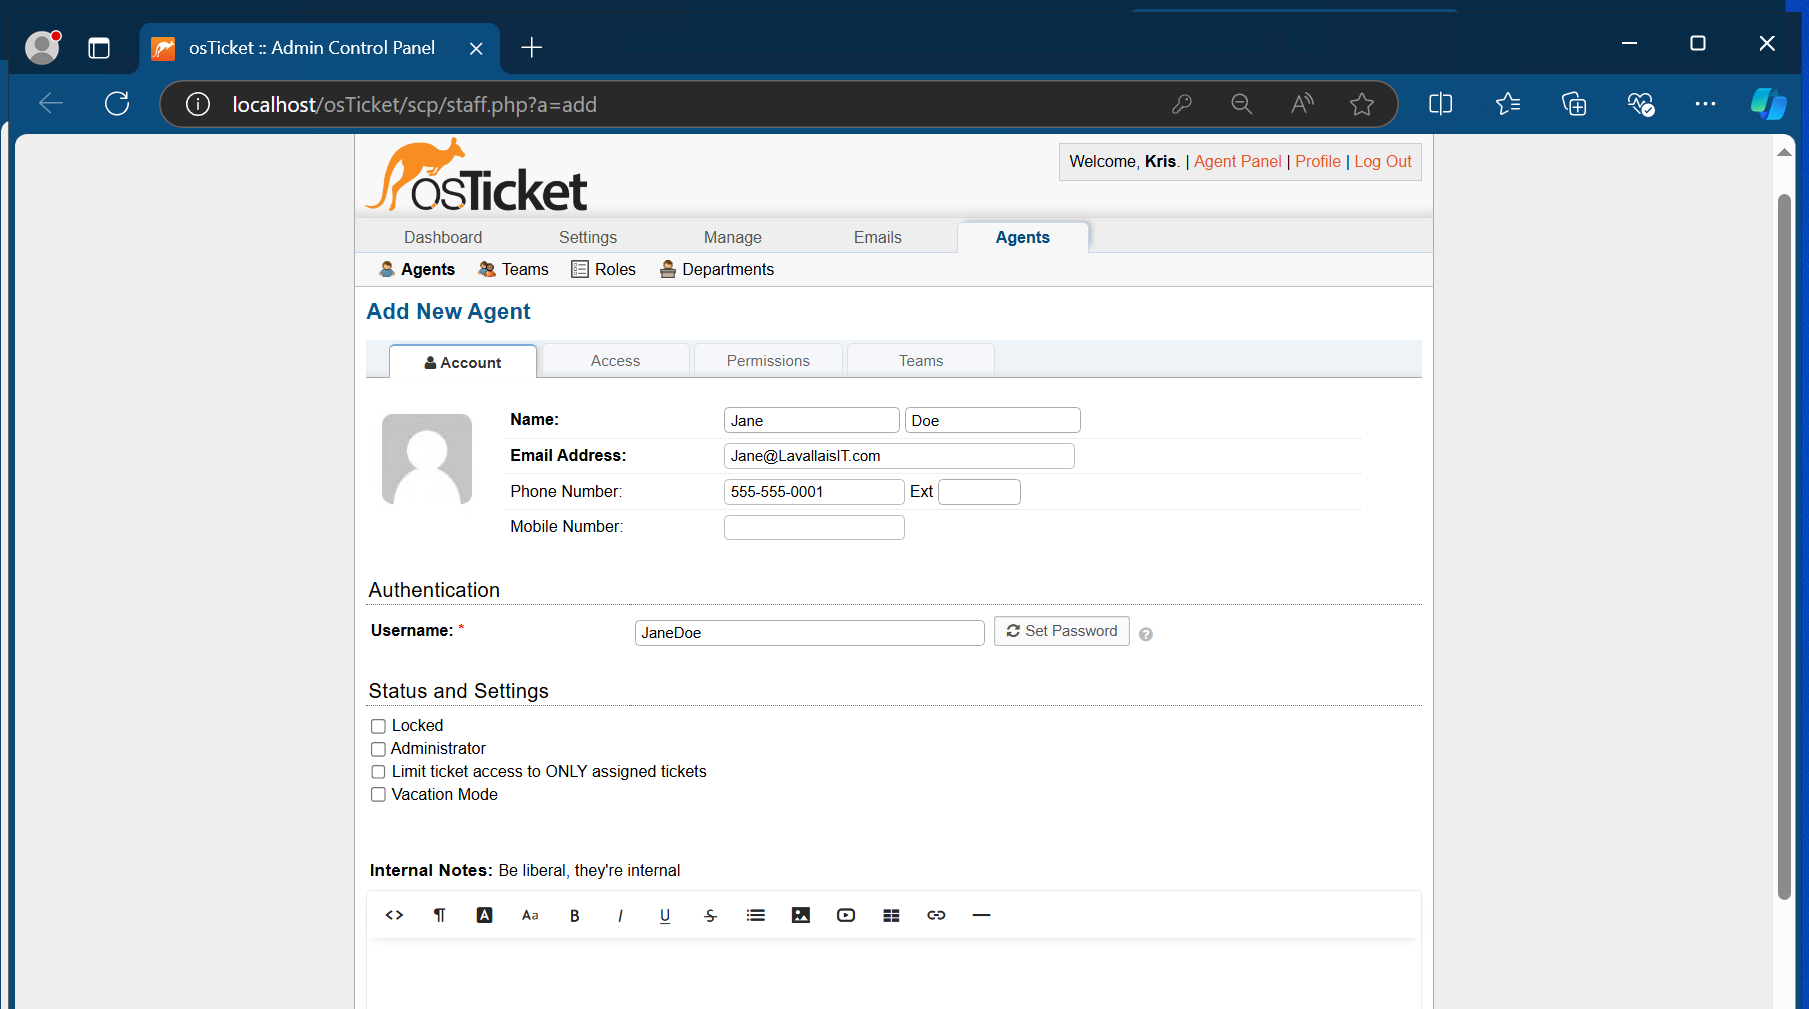 osTicket :: Admin Control Panel
localhost/osTicket/scp/staff.php?a=add
osTicket
Welcome, Kris. | Agent Panel | Profile | Log Out
Dashboard Settings Manage Emails Agents
Agents Teams Roles Departments
Add New Agent
Account Access Permissions Teams
Name: Jane Doe
Email Address: Jane@LavallaisIT.com
Phone Number: 555-555-0001 Ext
Mobile Number:
Authentication
Username: * JaneDoe Set Password ?
Status and Settings
Locked
Administrator
Limit ticket access to ONLY assigned tickets
Vacation Mode
Internal Notes: Be liberal, they're internal
<> ¶ A Aa B I U S